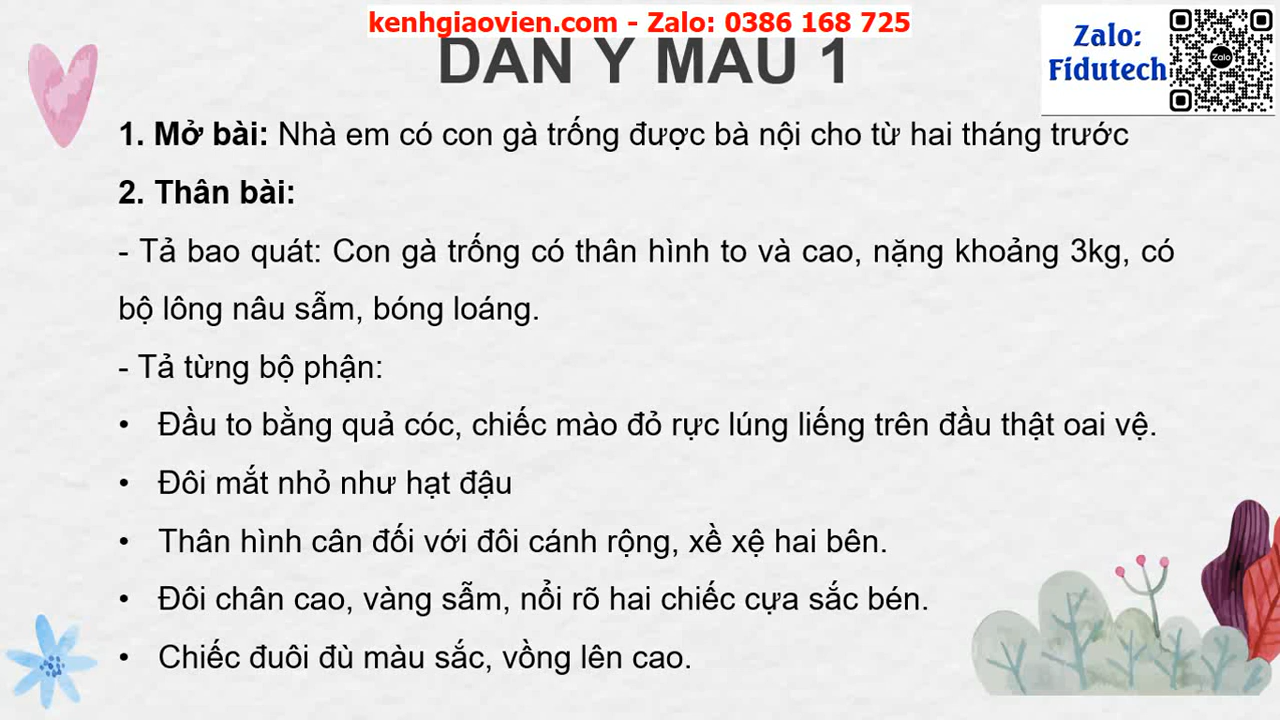 kenhgiaovien.com - Zalo: 0386 168 725
Zalo:
Fidutech
Zalo
DÀN Ý MẪU 1
1. Mở bài: Nhà em có con gà trống được bà nội cho từ hai tháng trước
2. Thân bài:
- Tả bao quát: Con gà trống có thân hình to và cao, nặng khoảng 3kg, có
bộ lông nâu sẫm, bóng loáng.
- Tả từng bộ phận:
• Đầu to bằng quả cóc, chiếc mào đỏ rực lúng liếng trên đầu thật oai vệ.
• Đôi mắt nhỏ như hạt đậu
• Thân hình cân đối với đôi cánh rộng, xề xệ hai bên.
• Đôi chân cao, vàng sẫm, nổi rõ hai chiếc cựa sắc bén.
• Chiếc đuôi đủ màu sắc, vồng lên cao.